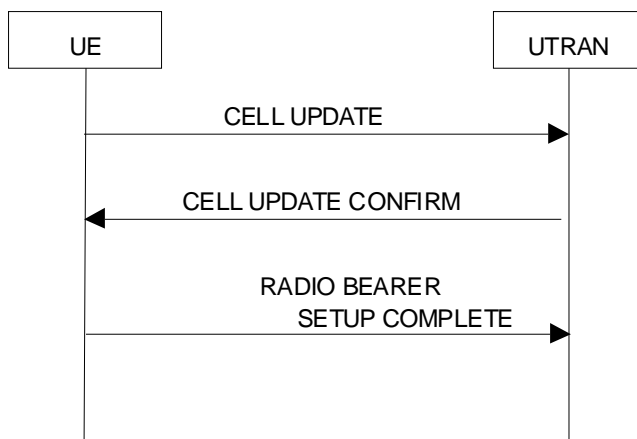 UE
UTRAN
CELL UPDATE
CELL UPDATE CONFIRM
RADIO BEARER
SETUP COMPLETE